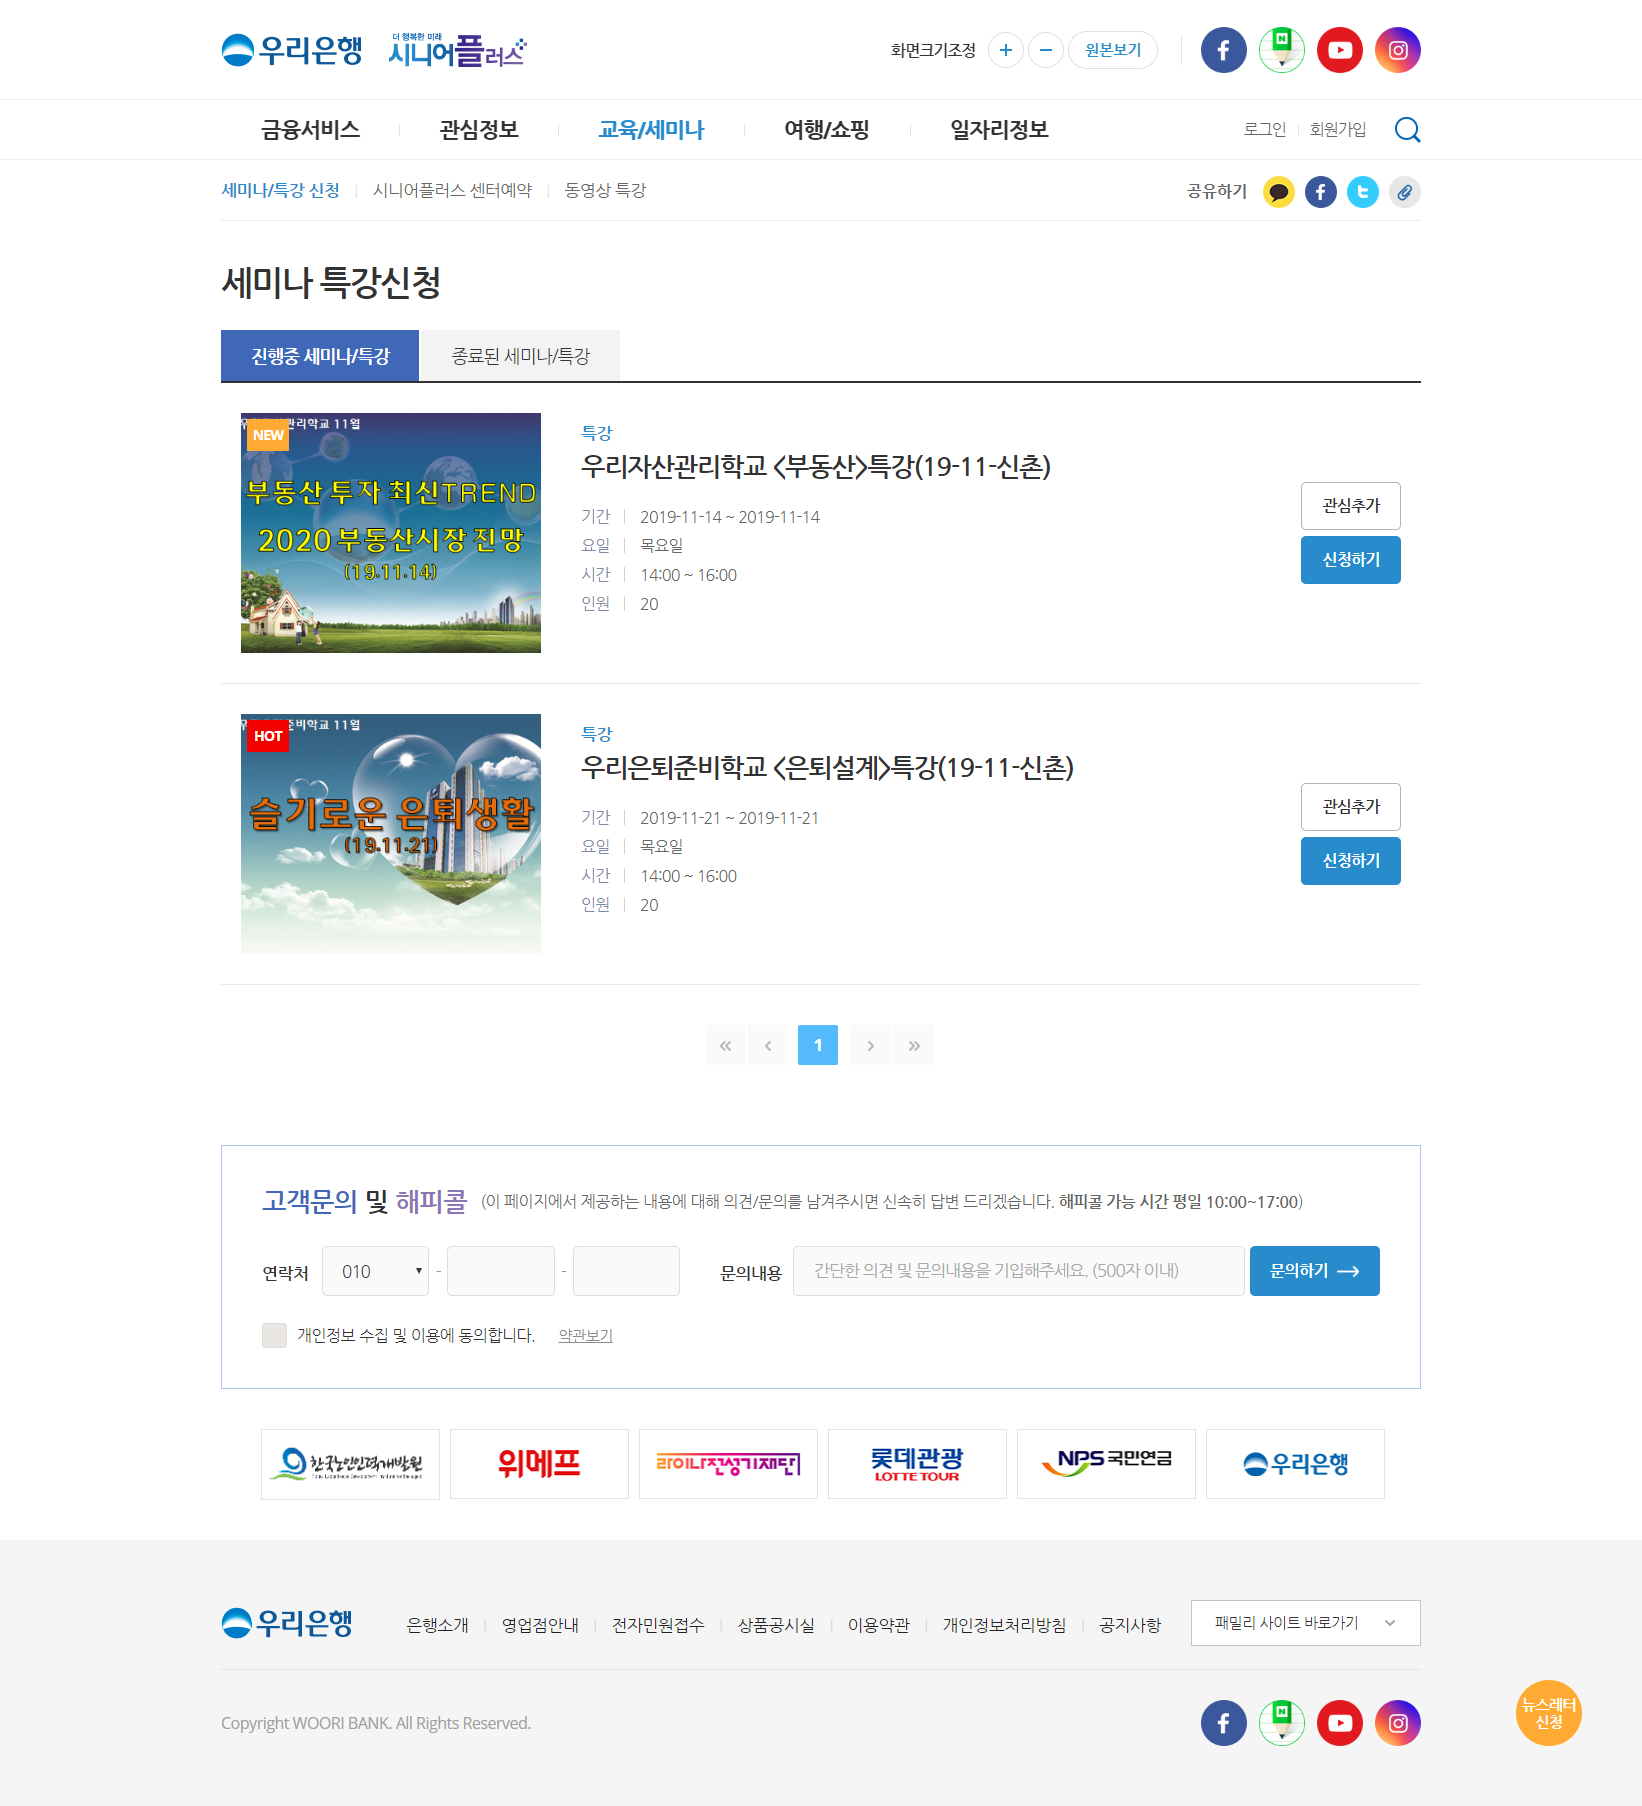 우리은행
더 행복한 미래
시니어플러스
화면크기조정
원본보기
금융서비스
관심정보
교육/세미나
여행/쇼핑
일자리정보
로그인
회원가입
세미나/특강 신청
시니어플러스 센터예약
동영상 특강
공유하기
세미나 특강신청
진행중 세미나/특강
종료된 세미나/특강
관리학교 11월
NEW
부동산 투자 최신TREND
2020 부동산시장 전망
(19.11.14)
특강
우리자산관리학교 <부동산>특강(19-11-신촌)
기간 2019-11-14 ~ 2019-11-14
요일 목요일
시간 14:00 ~ 16:00
인원 20
관심추가
신청하기
준비학교 11월
HOT
슬기로운 은퇴생활
(19.11.21)
특강
우리은퇴준비학교 <은퇴설계>특강(19-11-신촌)
기간 2019-11-21 ~ 2019-11-21
요일 목요일
시간 14:00 ~ 16:00
인원 20
관심추가
신청하기
« ‹ 1 › »
고객문의 및 해피콜 (이 페이지에서 제공하는 내용에 대해 의견/문의를 남겨주시면 신속히 답변 드리겠습니다. 해피콜 가능 시간 평일 10:00~17:00)
연락처 010 - -
문의내용 간단한 의견 및 문의내용을 기입해주세요. (500자 이내)
문의하기
개인정보 수집 및 이용에 동의합니다. 약관보기
한국노인인력개발원
위메프
라이나전성기재단
롯데관광
LOTTE TOUR
NPS 국민연금
우리은행
우리은행
은행소개
영업점안내
전자민원접수
상품공시실
이용약관
개인정보처리방침
공지사항
패밀리 사이트 바로가기
Copyright WOORI BANK. All Rights Reserved.
뉴스레터
신청